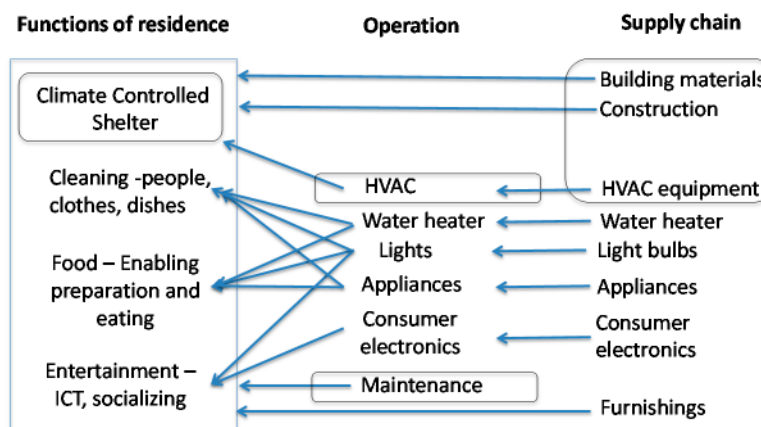 Functions of residence
Operation
Supply chain
Climate Controlled
Shelter
Cleaning -people,
clothes, dishes
Food – Enabling
preparation and
eating
Entertainment –
ICT, socializing
HVAC
Water heater
Lights
Appliances
Consumer
electronics
Maintenance
Building materials
Construction
HVAC equipment
Water heater
Light bulbs
Appliances
Consumer
electronics
Furnishings